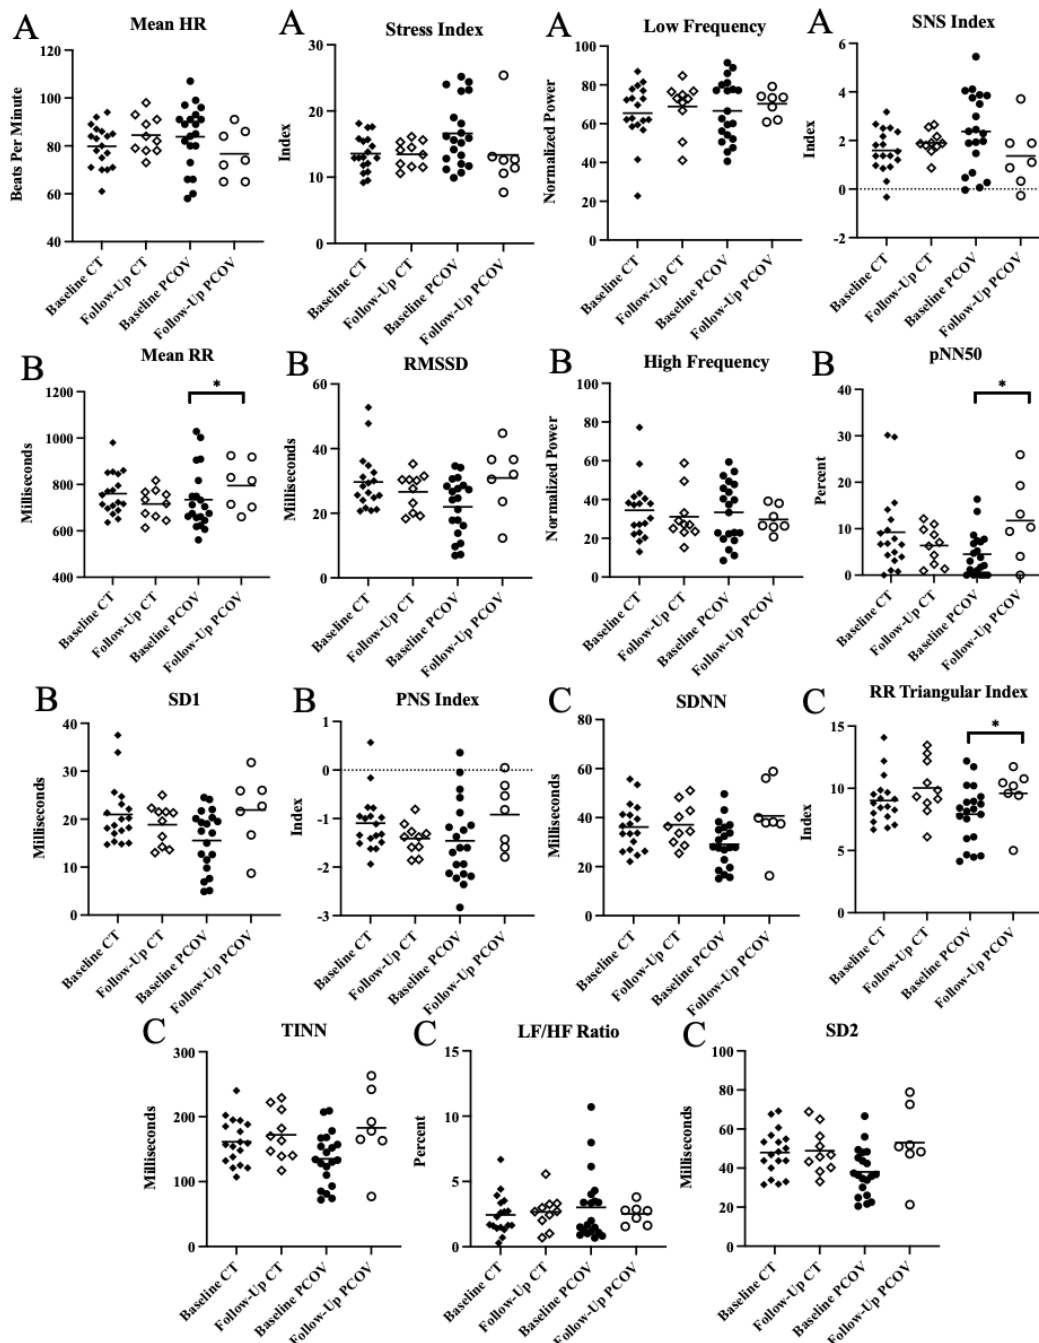 A Mean HR
Beats Per Minute
120
100
80
60
40
Baseline CT
Follow-Up CT
Baseline PCOV
Follow-Up PCOV
A Stress Index
Index
30
20
10
0
Baseline CT
Follow-Up CT
Baseline PCOV
Follow-Up PCOV
A Low Frequency
Normalized Power
100
80
60
40
20
0
Baseline CT
Follow-Up CT
Baseline PCOV
Follow-Up PCOV
A SNS Index
Index
6
4
2
0
-2
Baseline CT
Follow-Up CT
Baseline PCOV
Follow-Up PCOV
B Mean RR
Milliseconds
1200
1000
800
600
400
*
Baseline CT
Follow-Up CT
Baseline PCOV
Follow-Up PCOV
B RMSSD
Milliseconds
60
40
20
0
Baseline CT
Follow-Up CT
Baseline PCOV
Follow-Up PCOV
B High Frequency
Normalized Power
100
80
60
40
20
0
Baseline CT
Follow-Up CT
Baseline PCOV
Follow-Up PCOV
B pNN50
Percent
40
30
20
10
0
*
Baseline CT
Follow-Up CT
Baseline PCOV
Follow-Up PCOV
B SD1
Milliseconds
40
30
20
10
0
Baseline CT
Follow-Up CT
Baseline PCOV
Follow-Up PCOV
B PNS Index
Index
1
0
-1
-2
-3
Baseline CT
Follow-Up CT
Baseline PCOV
Follow-Up PCOV
C SDNN
Milliseconds
80
60
40
20
0
Baseline CT
Follow-Up CT
Baseline PCOV
Follow-Up PCOV
C RR Triangular Index
Index
15
10
5
0
*
Baseline CT
Follow-Up CT
Baseline PCOV
Follow-Up PCOV
C TINN
Milliseconds
300
200
100
0
Baseline CT
Follow-Up CT
Baseline PCOV
Follow-Up PCOV
C LF/HF Ratio
Percent
15
10
5
0
Baseline CT
Follow-Up CT
Baseline PCOV
Follow-Up PCOV
C SD2
Milliseconds
100
80
60
40
20
0
Baseline CT
Follow-Up CT
Baseline PCOV
Follow-Up PCOV